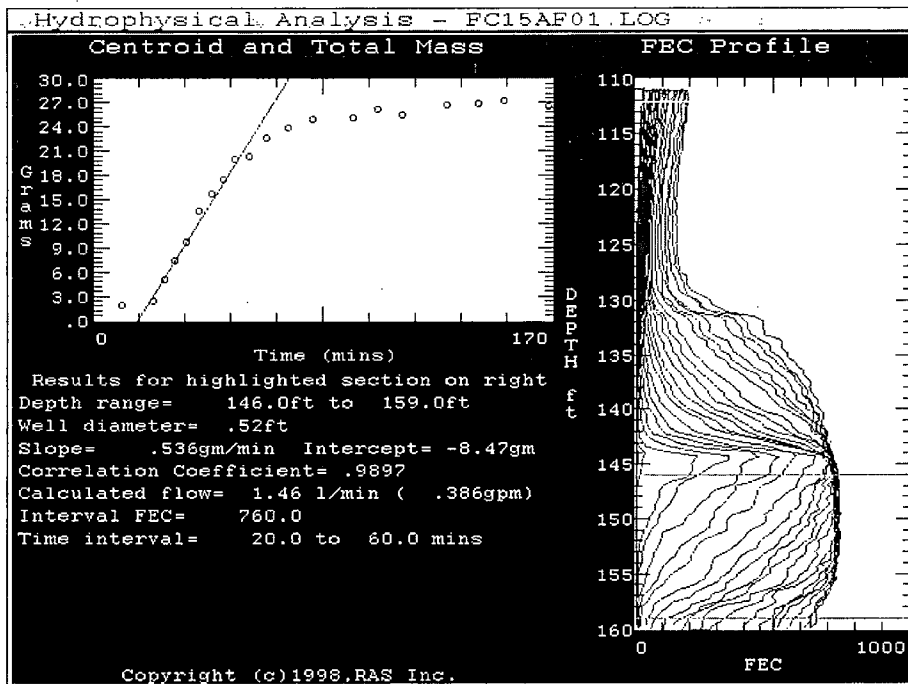 Hydrophysical Analysis - FC15AF01.LOG
Centroid and Total Mass
30.0
27.0
24.0
21.0
18.0
15.0
12.0
9.0
6.0
3.0
.0
Grams
0
170
Time (mins)
Results for highlighted section on right
Depth range= 146.0ft to 159.0ft
Well diameter= .52ft
Slope= .536gm/min Intercept= -8.47gm
Correlation Coefficient= .9897
Calculated flow= 1.46 l/min ( .386gpm)
Interval FEC= 760.0
Time interval= 20.0 to 60.0 mins
Copyright (c)1998.RAS Inc.
FEC Profile
110
115
120
125
130
135
140
145
150
155
160
DEPTH ft
0
1000
FEC